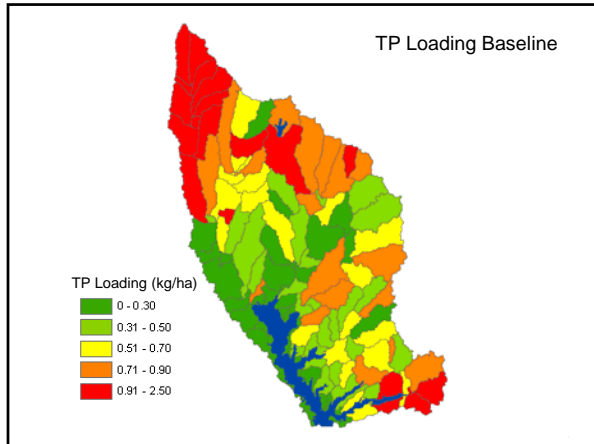 TP Loading Baseline
TP Loading (kg/ha)
0 - 0.30
0.31 - 0.50
0.51 - 0.70
0.71 - 0.90
0.91 - 2.50